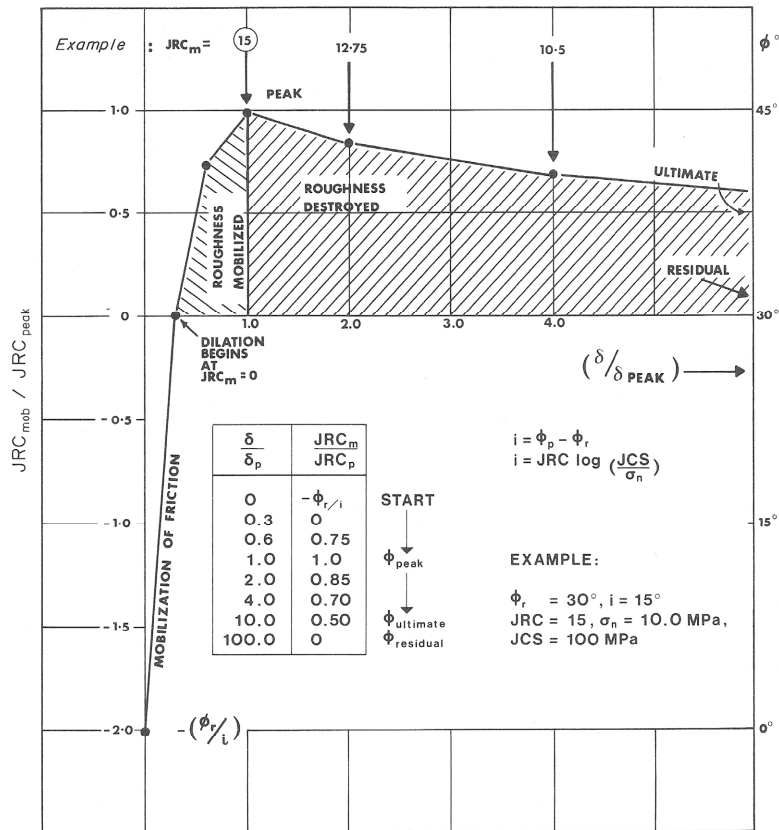 Example : JRCm = 15 12·75 10·5 φ°
PEAK
1·0 45°
ULTIMATE
ROUGHNESS
DESTROYED
0·5
ROUGHNESS
MOBILIZED
RESIDUAL
0 1.0 2.0 3.0 4.0 30°
DILATION
BEGINS
AT
JRCm = 0
(δ/δ PEAK)
JRCmob / JRCpeak
-0·5
δ/δp JRCm/JRCp
0 -ϕr/i START
0.3 0
0.6 0.75
1.0 1.0 ϕpeak
2.0 0.85
4.0 0.70
10.0 0.50 ϕultimate
100.0 0 ϕresidual
i = ϕp - ϕr
i = JRC log (JCS/σn)
-1·0 15°
MOBILIZATION OF FRICTION
EXAMPLE:
ϕr = 30°, i = 15°
JRC = 15, σn = 10.0 MPa,
JCS = 100 MPa
-1·5
-2·0 -(ϕr/i) 0°